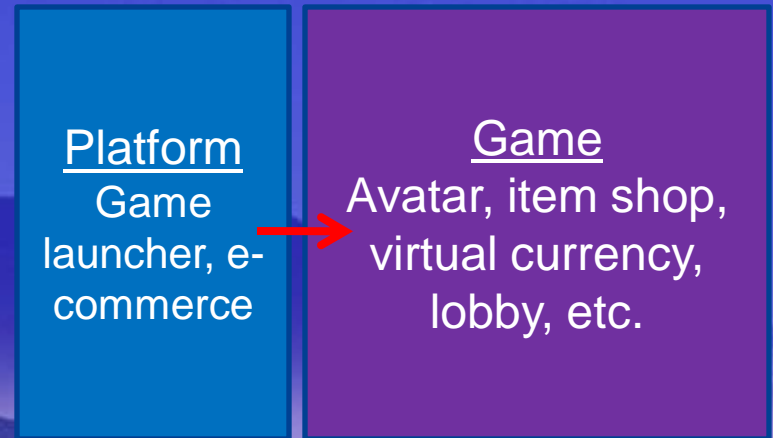 Platform
Game
launcher, e-
commerce
Game
Avatar, item shop,
virtual currency,
lobby, etc.